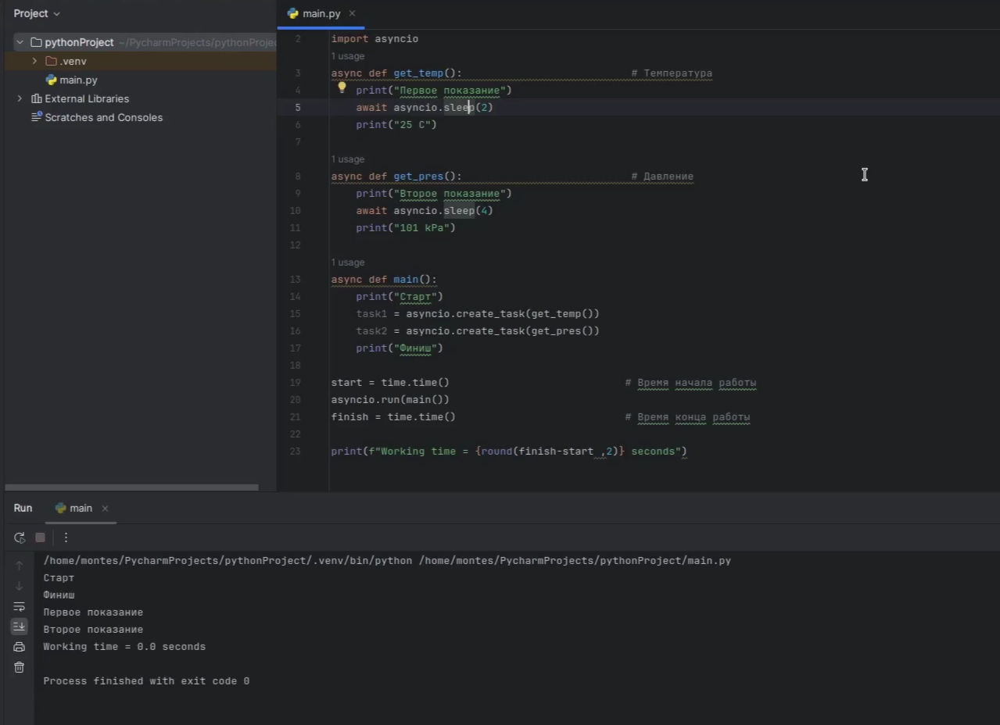 Project
main.py
pythonProject ~/PycharmProjects/pythonProjec
.venv
main.py
External Libraries
Scratches and Consoles
2 import asyncio
1 usage
3 async def get_temp(): # Температура
4 print("Первое показание")
5 await asyncio.sleep(2)
6 print("25 C")
7
1 usage
8 async def get_pres(): # Давление
9 print("Второе показание")
10 await asyncio.sleep(4)
11 print("101 kPa")
12
1 usage
13 async def main():
14 print("Старт")
15 task1 = asyncio.create_task(get_temp())
16 task2 = asyncio.create_task(get_pres())
17 print("Финиш")
18
19 start = time.time() # Время начала работы
20 asyncio.run(main())
21 finish = time.time() # Время конца работы
22
23 print(f"Working time = {round(finish-start ,2)} seconds")
Run main
/home/montes/PycharmProjects/pythonProject/.venv/bin/python /home/montes/PycharmProjects/pythonProject/main.py
Старт
Финиш
Первое показание
Второе показание
Working time = 0.0 seconds
Process finished with exit code 0